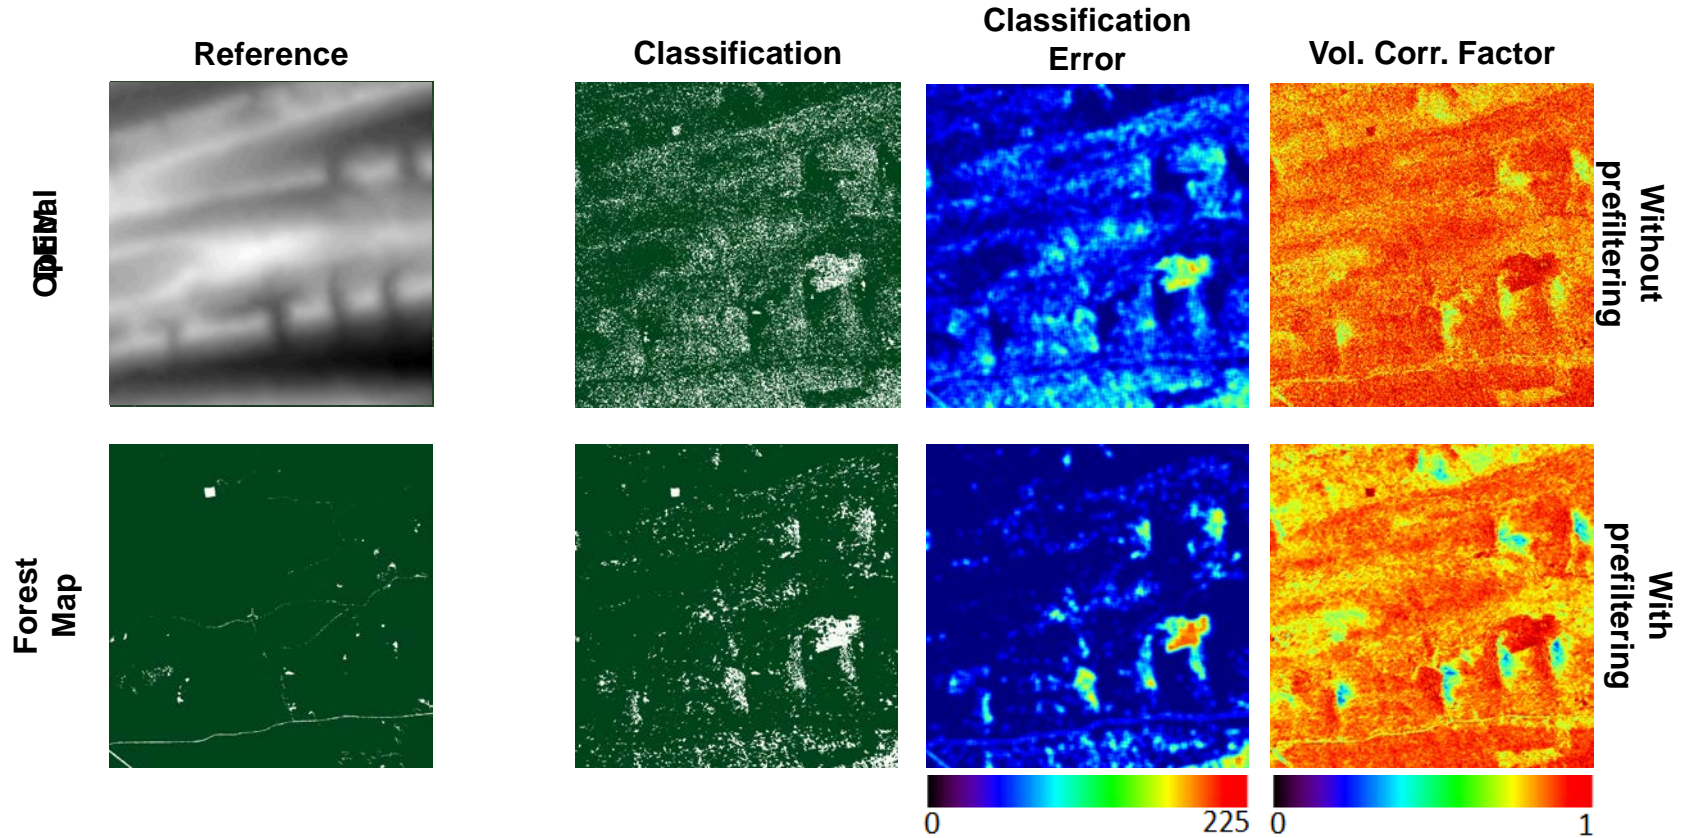 Classification
Error
Reference
Classification
Vol. Corr. Factor
Without
prefiltering
Forest
Map
With
prefiltering
0
225
0
1